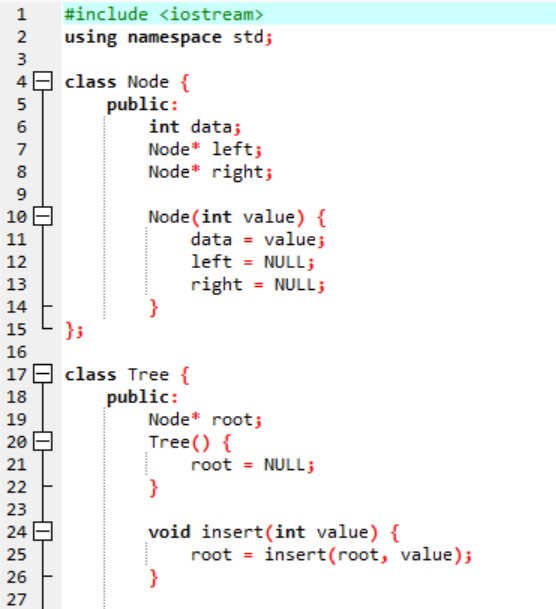 1 #include <iostream>
2 using namespace std;
3
4 class Node {
5 public:
6 int data;
7 Node* left;
8 Node* right;
9
10 Node(int value) {
11 data = value;
12 left = NULL;
13 right = NULL;
14 }
15 };
16
17 class Tree {
18 public:
19 Node* root;
20 Tree() {
21 root = NULL;
22 }
23
24 void insert(int value) {
25 root = insert(root, value);
26 }
27